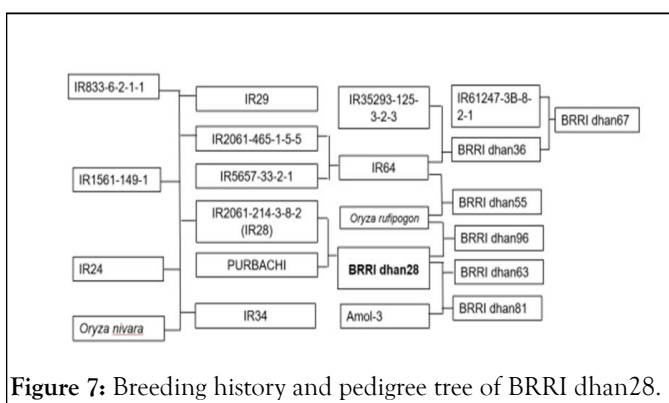 IR833-6-2-1-1
IR1561-149-1
IR24
Oryza nivara
IR29
IR2061-465-1-5-5
IR5657-33-2-1
IR2061-214-3-8-2
(IR28)
PURBACHI
IR34
IR35293-125-
3-2-3
IR64
Oryza rufipogon
BRRI dhan28
Amol-3
IR61247-3B-8-
2-1
BRRI dhan36
BRRI dhan55
BRRI dhan96
BRRI dhan63
BRRI dhan81
BRRI dhan67
Figure 7: Breeding history and pedigree tree of BRRI dhan28.